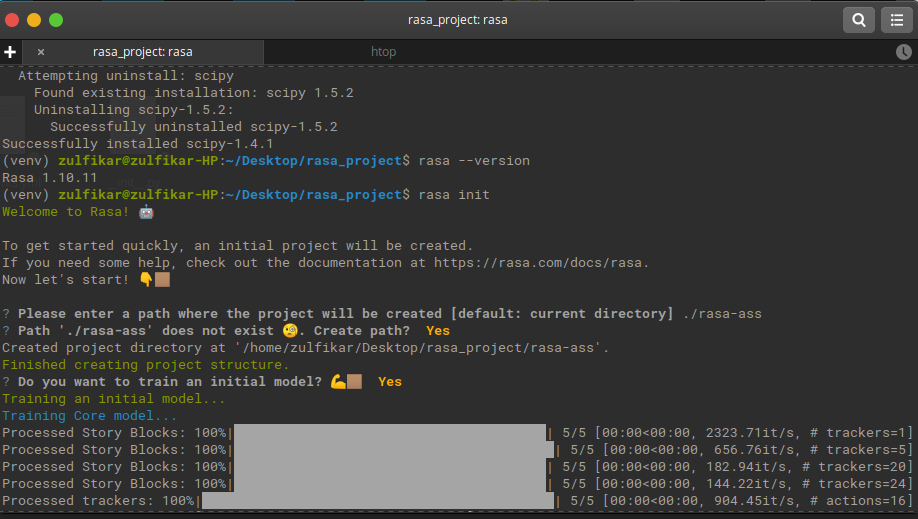 rasa_project: rasa
rasa_project: rasa
htop
Attempting uninstall: scipy
Found existing installation: scipy 1.5.2
Uninstalling scipy-1.5.2:
Successfully uninstalled scipy-1.5.2
Successfully installed scipy-1.4.1
(venv) zulfikar@zulfikar-HP:~/Desktop/rasa_project$ rasa --version
Rasa 1.10.11
(venv) zulfikar@zulfikar-HP:~/Desktop/rasa_project$ rasa init
Welcome to Rasa! 🤖
To get started quickly, an initial project will be created.
If you need some help, check out the documentation at https://rasa.com/docs/rasa.
Now let's start! 👇🏽
? Please enter a path where the project will be created [default: current directory] ./rasa-ass
? Path './rasa-ass' does not exist 🧐. Create path?  Yes
Created project directory at '/home/zulfikar/Desktop/rasa_project/rasa-ass'.
Finished creating project structure.
? Do you want to train an initial model? 💪🏽  Yes
Training an initial model...
Training Core model...
Processed Story Blocks: 100%| | 5/5 [00:00<00:00, 2323.71it/s, # trackers=1]
Processed Story Blocks: 100%| | 5/5 [00:00<00:00, 656.76it/s, # trackers=5]
Processed Story Blocks: 100%| | 5/5 [00:00<00:00, 182.94it/s, # trackers=20]
Processed Story Blocks: 100%| | 5/5 [00:00<00:00, 144.22it/s, # trackers=24]
Processed trackers: 100%| | 5/5 [00:00<00:00, 904.45it/s, # actions=16]